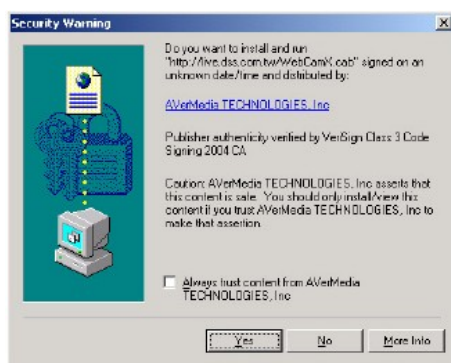 Security Warning
Do you want to install and run
"http://live.dss.com.tw/WebCamX.cab" signed on an
unknown date/time and distributed by:
AVerMedia TECHNOLOGIES, Inc
Publisher authenticity verified by VeriSign Class 3 Code
Signing 2004 CA
Caution: AVerMedia TECHNOLOGIES, Inc asserts that
this content is safe. You should only install/view this
content if you trust AVerMedia TECHNOLOGIES, Inc to
make that assertion.
Always trust content from AVerMedia
TECHNOLOGIES, Inc
Yes
No
More Info